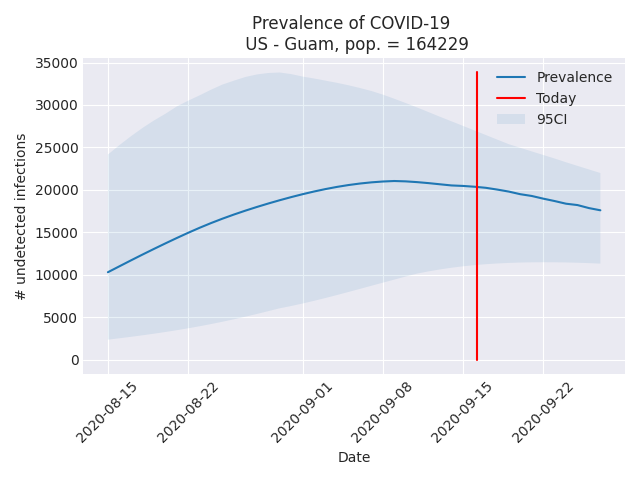 Prevalence of COVID-19
US - Guam, pop. = 164229
35000
30000
25000
20000
15000
10000
5000
0
# undetected infections
Prevalence
Today
95CI
2020-08-15
2020-08-22
2020-09-01
2020-09-08
2020-09-15
2020-09-22
Date